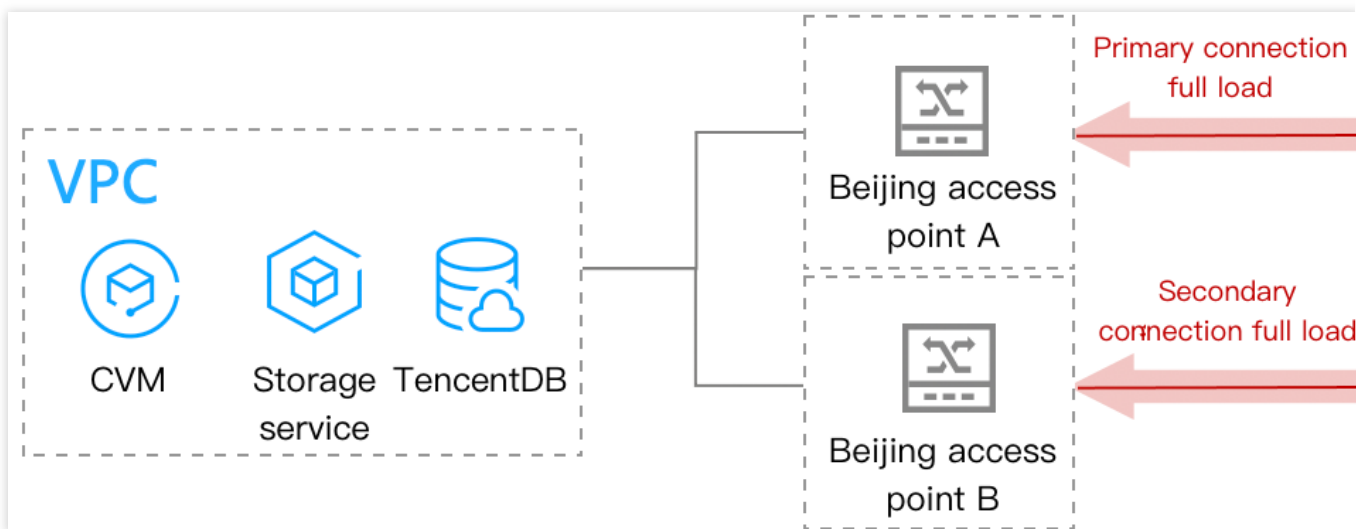 Primary connection
full load
VPC
Beijing access
point A
CVM
Storage
service
TencentDB
Secondary
connection full load
Beijing access
point B